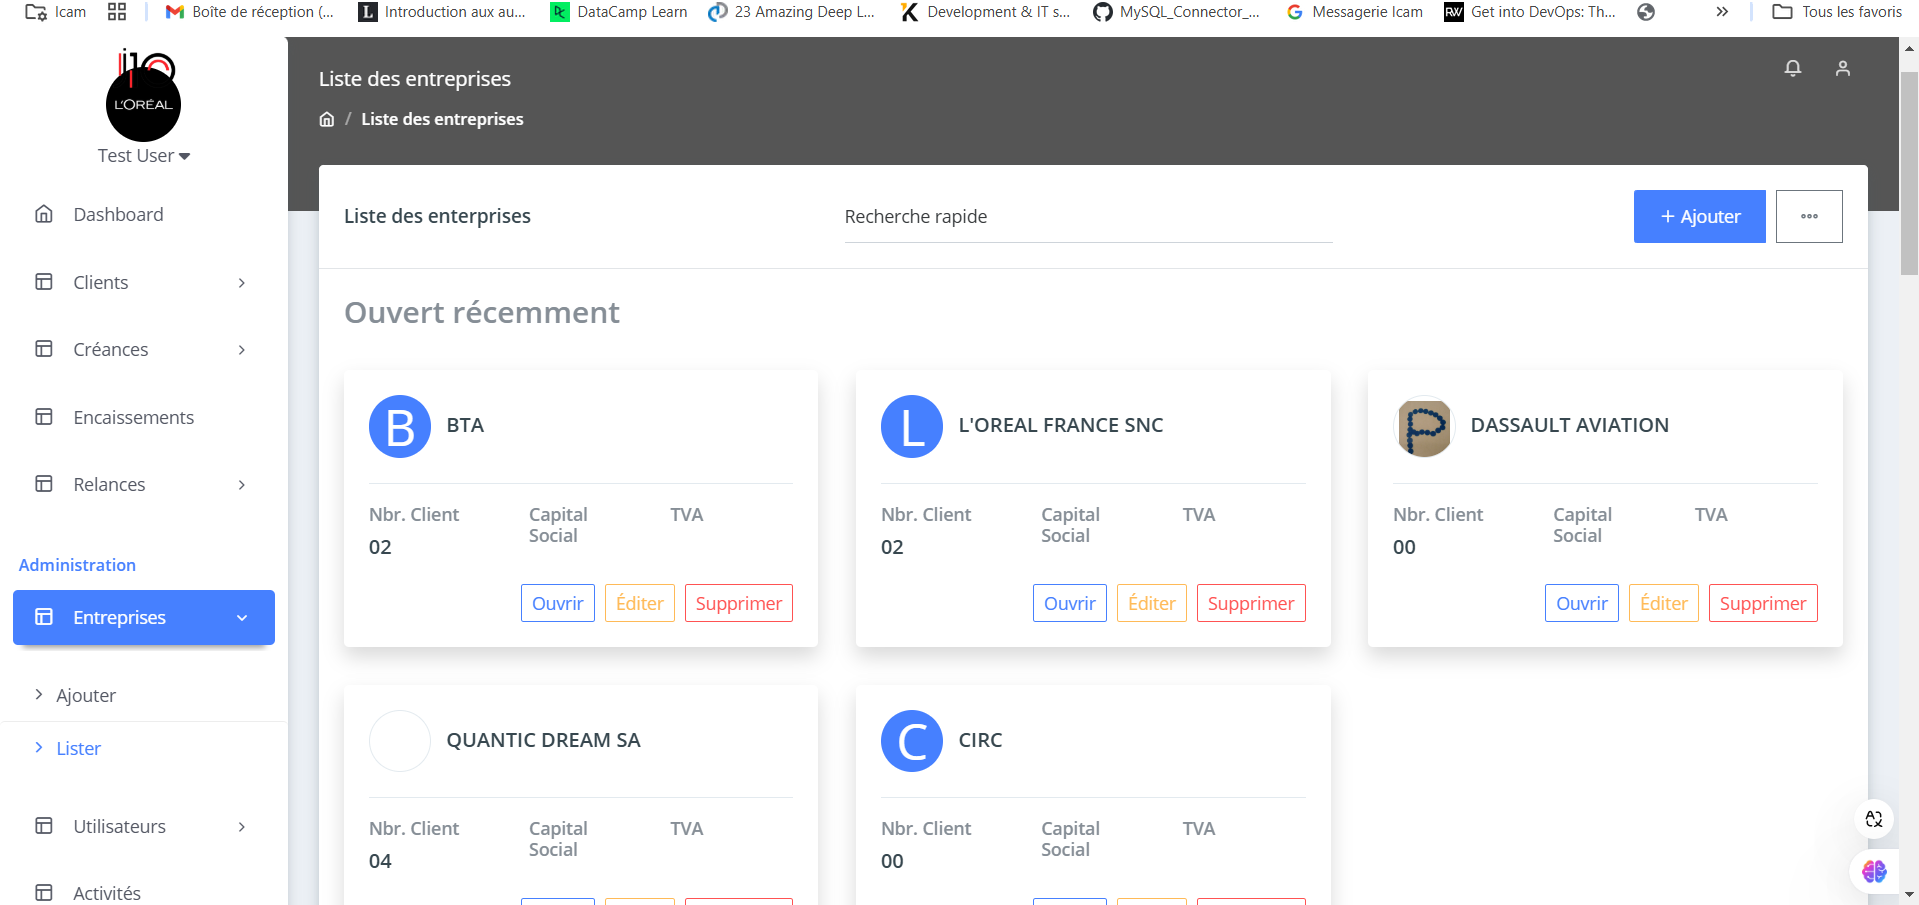 Icam
Boîte de réception (...
Introduction aux au...
DataCamp Learn
23 Amazing Deep L...
Development & IT s...
MySQL_Connector_...
Messagerie Icam
RW
Get into DevOps: Th...
Tous les favoris
L'ORÉAL
Test User
Dashboard
Clients
Créances
Encaissements
Relances
Administration
Entreprises
Ajouter
Lister
Utilisateurs
Activités
Liste des entreprises
/ Liste des entreprises
Liste des enterprises
Recherche rapide
+ Ajouter
Ouvert récemment
B
BTA
Nbr. Client
02
Capital
Social
TVA
Ouvrir
Éditer
Supprimer
L
L'OREAL FRANCE SNC
Nbr. Client
02
Capital
Social
TVA
Ouvrir
Éditer
Supprimer
P
DASSAULT AVIATION
Nbr. Client
00
Capital
Social
TVA
Ouvrir
Éditer
Supprimer
QUANTIC DREAM SA
Nbr. Client
04
Capital
Social
TVA
C
CIRC
Nbr. Client
00
Capital
Social
TVA